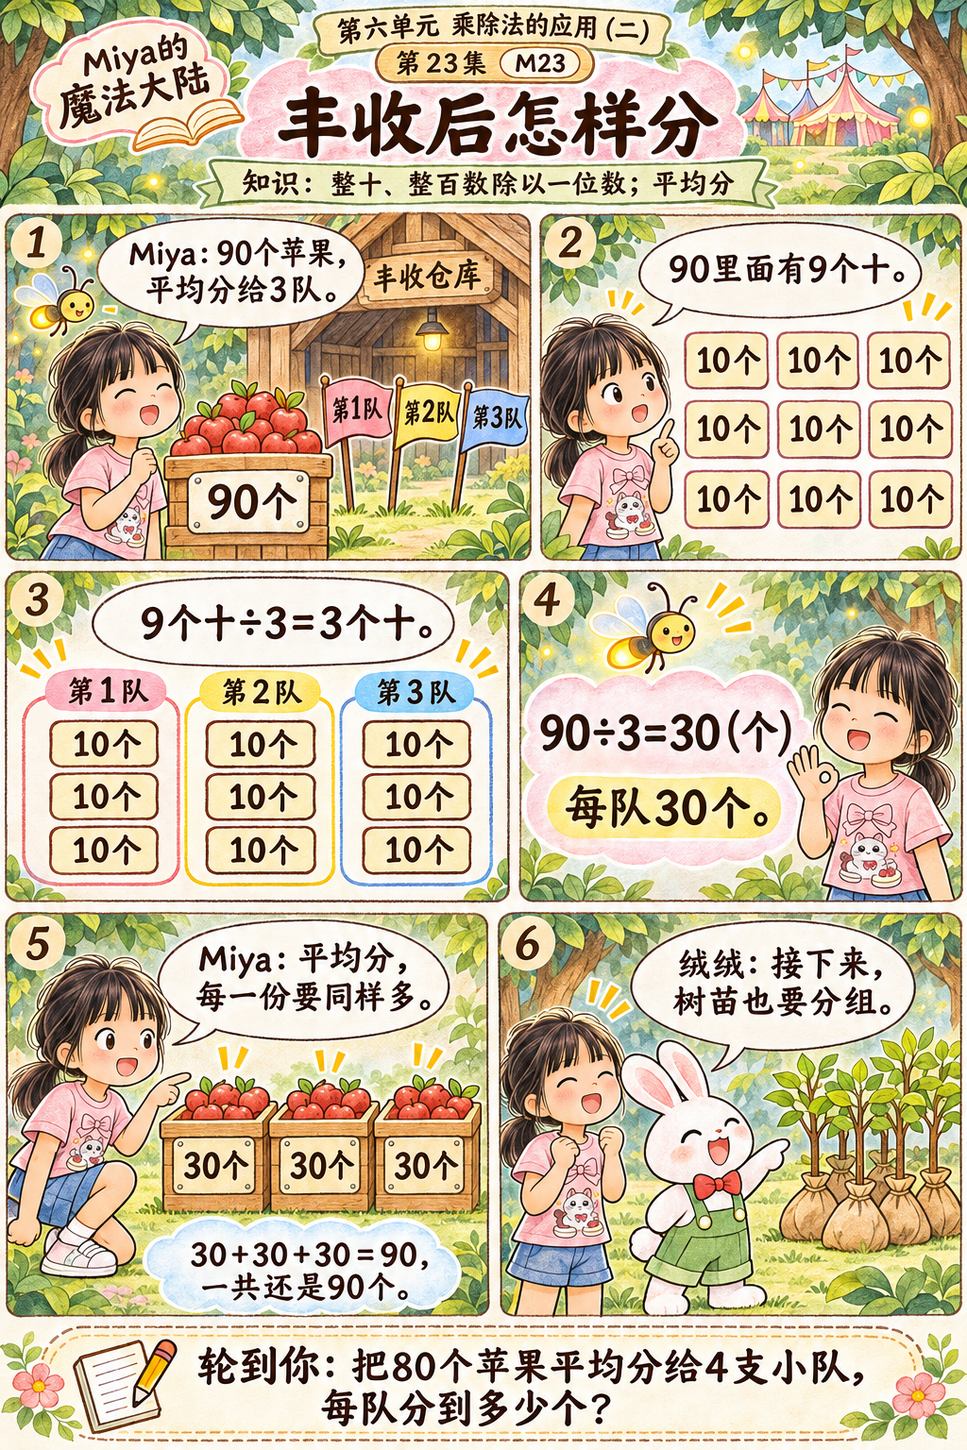 Miya的
魔法大陆
第六单元 乘除法的应用(二)
第23集 M23
丰收后怎样分
知识：整十、整百数除以一位数；平均分
1
Miya：90个苹果，
平均分给3队。
丰收仓库
第1队
第2队
第3队
90个
2
90里面有9个十。
10个 10个 10个
10个 10个 10个
10个 10个 10个
3
9个十÷3=3个十。
第1队 第2队 第3队
10个 10个 10个
10个 10个 10个
10个 10个 10个
4
90÷3=30(个)
每队30个。
5
Miya：平均分，
每一份要同样多。
30个 30个 30个
30+30+30=90，
一共还是90个。
6
绒绒：接下来，
树苗也要分组。
轮到你：把80个苹果平均分给4支小队，
每队分到多少个？